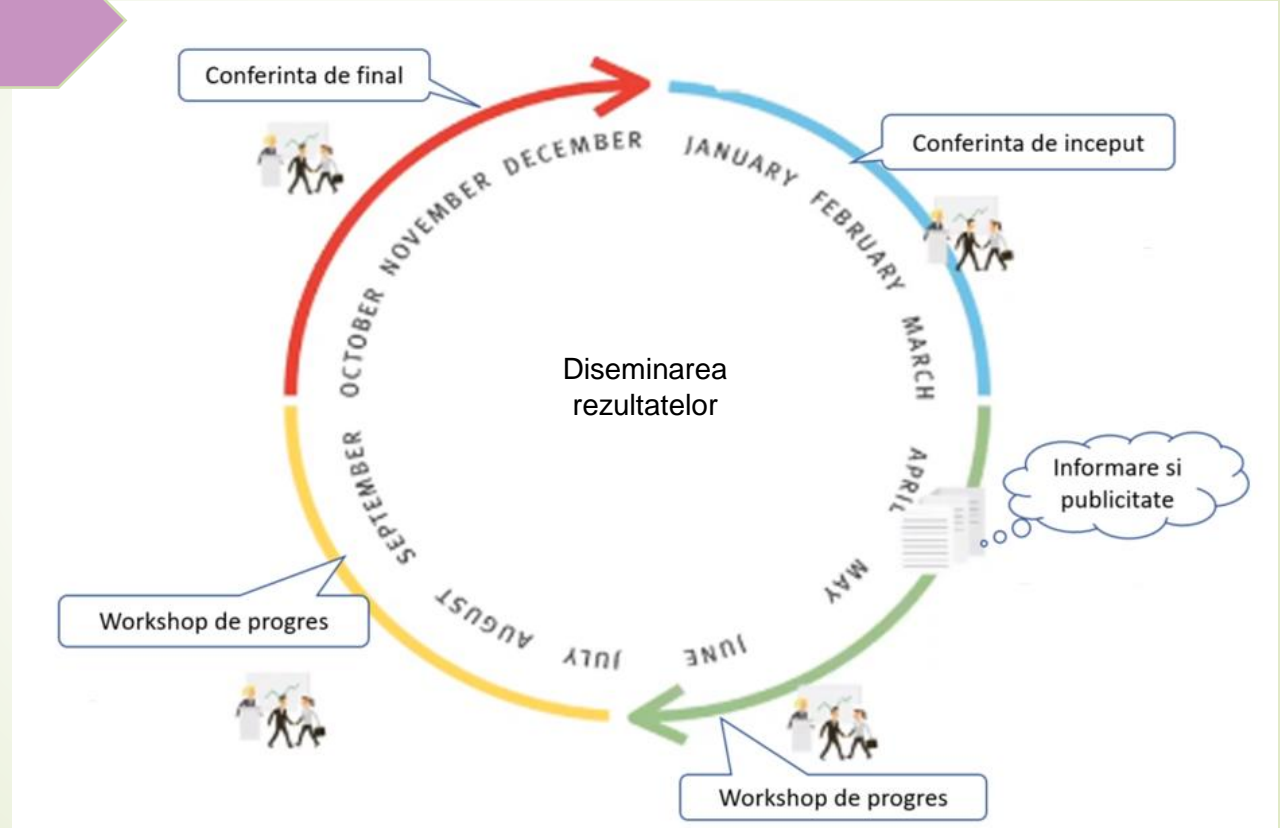 Conferinta de final
Conferinta de inceput
JANUARY
FEBRUARY
MARCH
APRIL
MAY
JUNE
JULY
AUGUST
SEPTEMBER
OCTOBER
NOVEMBER
DECEMBER
Diseminarea
rezultatelor
Informare si
publicitate
Workshop de progres
Workshop de progres